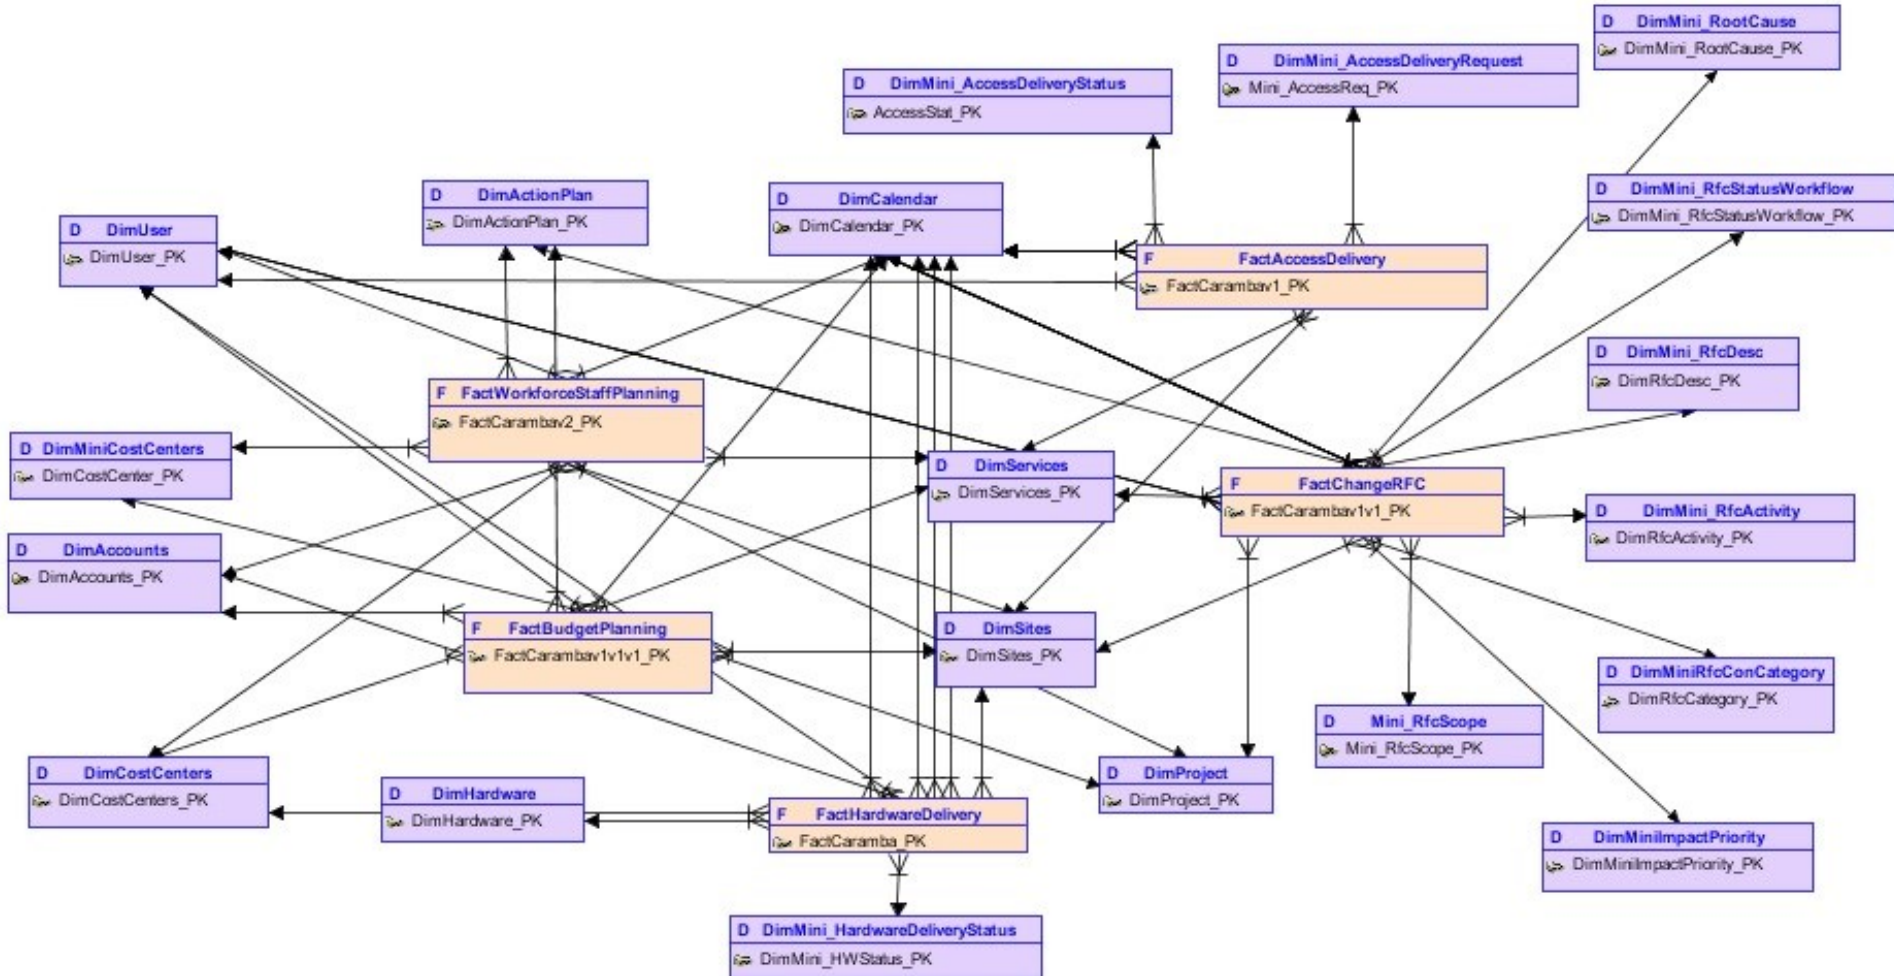 D DimMini_RootCause
DimMini_RootCause_PK
D DimMini_AccessDeliveryRequest
Mini_AccessReq_PK
D DimMini_AccessDeliveryStatus
AccessStat_PK
D DimMini_RfcStatusWorkflow
DimMini_RfcStatusWorkflow_PK
D DimActionPlan
DimActionPlan_PK
D DimCalendar
DimCalendar_PK
D DimUser
DimUser_PK
F FactAccessDelivery
FactCarambav1_PK
D DimMini_RfcDesc
DimRfcDesc_PK
F FactWorkforceStaffPlanning
FactCarambav2_PK
D DimMiniCostCenters
DimCostCenter_PK
D DimServices
DimServices_PK
F FactChangeRFC
FactCarambav1v1_PK
D DimMini_RfcActivity
DimRfcActivity_PK
D DimAccounts
DimAccounts_PK
F FactBudgetPlanning
FactCarambav1v1v1_PK
D DimSites
DimSites_PK
D DimMiniRfcConCategory
DimRfcCategory_PK
D Mini_RfcScope
Mini_RfcScope_PK
D DimCostCenters
DimCostCenters_PK
D DimHardware
DimHardware_PK
F FactHardwareDelivery
FactCaramba_PK
D DimProject
DimProject_PK
D DimMiniImpactPriority
DimMiniImpactPriority_PK
D DimMini_HardwareDeliveryStatus
DimMini_HWStatus_PK